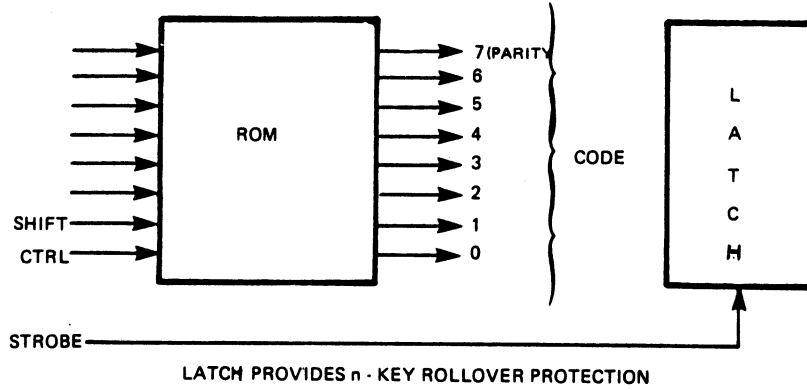 7 (PARITY
6
5
4
3
2
1
0
ROM
SHIFT
CTRL
CODE
L
A
T
C
H
STROBE
LATCH PROVIDES n - KEY ROLLOVER PROTECTION